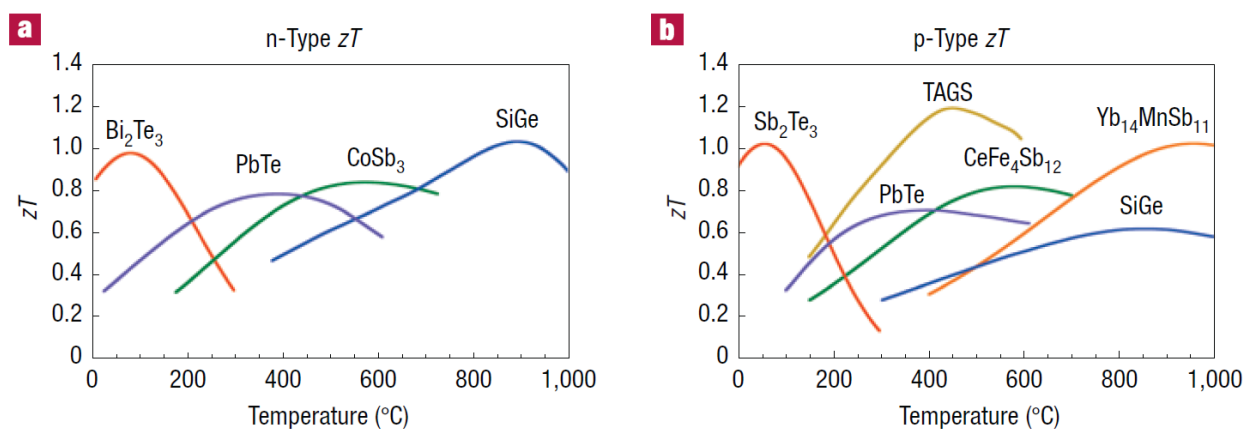 a
n-Type zT
1.4
1.2
1.0
0.8
0.6
0.4
0.2
0
zT
Bi₂Te₃
PbTe
CoSb₃
SiGe
0 200 400 600 800 1,000
Temperature (°C)
b
p-Type zT
1.4
1.2
1.0
0.8
0.6
0.4
0.2
0
zT
Sb₂Te₃
TAGS
PbTe
CeFe₄Sb₁₂
Yb₁₄MnSb₁₁
SiGe
0 200 400 600 800 1,000
Temperature (°C)